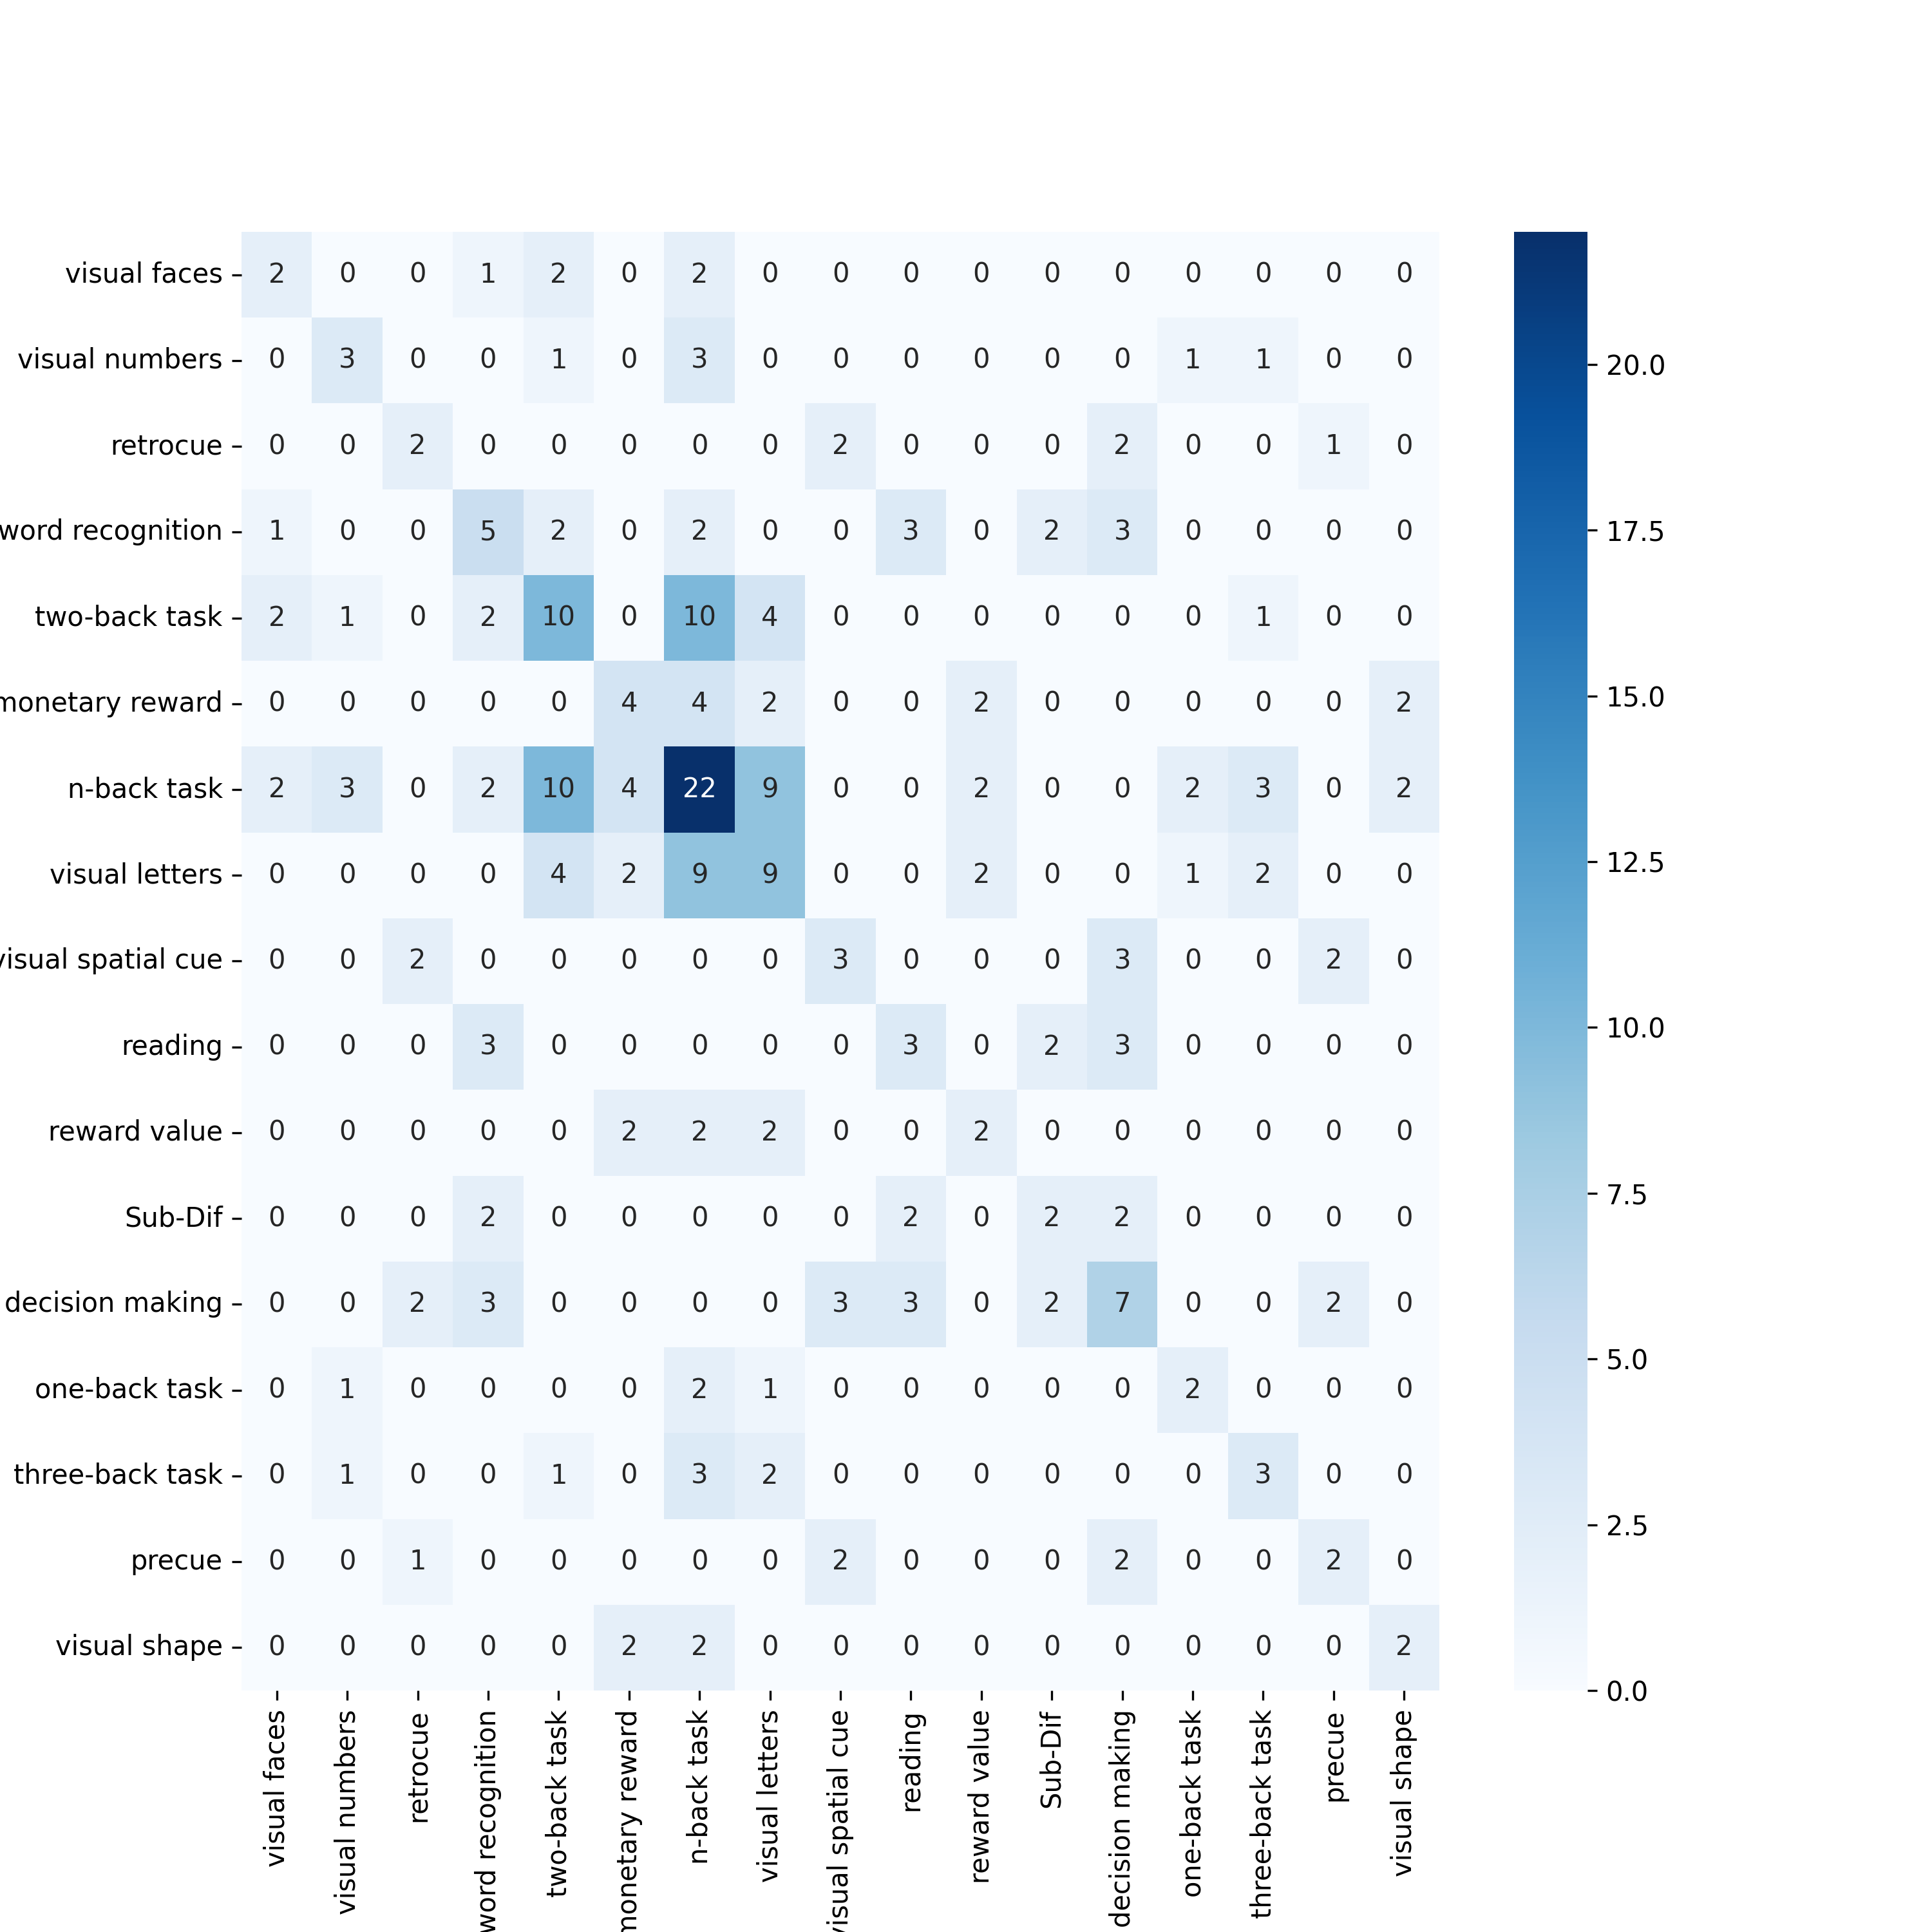 visual faces 2 0 0 1 2 0 2 0 0 0 0 0 0 0 0 0 0
visual numbers 0 3 0 0 1 0 3 0 0 0 0 0 0 1 1 0 0
retrocue 0 0 2 0 0 0 0 0 2 0 0 0 2 0 0 1 0
word recognition 1 0 0 5 2 0 2 0 0 3 0 2 3 0 0 0 0
two-back task 2 1 0 2 10 0 10 4 0 0 0 0 0 0 1 0 0
monetary reward 0 0 0 0 0 4 4 2 0 0 2 0 0 0 0 0 2
n-back task 2 3 0 2 10 4 22 9 0 0 2 0 0 2 3 0 2
visual letters 0 0 0 0 4 2 9 9 0 0 2 0 0 1 2 0 0
visual spatial cue 0 0 2 0 0 0 0 0 3 0 0 0 3 0 0 2 0
reading 0 0 0 3 0 0 0 0 0 3 0 2 3 0 0 0 0
reward value 0 0 0 0 0 2 2 2 0 0 2 0 0 0 0 0 0
Sub-Dif 0 0 0 2 0 0 0 0 0 2 0 2 2 0 0 0 0
decision making 0 0 2 3 0 0 0 0 3 3 0 2 7 0 0 2 0
one-back task 0 1 0 0 0 0 2 1 0 0 0 0 0 2 0 0 0
three-back task 0 1 0 0 1 0 3 2 0 0 0 0 0 0 3 0 0
precue 0 0 1 0 0 0 0 0 2 0 0 0 2 0 0 2 0
visual shape 0 0 0 0 0 2 2 0 0 0 0 0 0 0 0 0 2
visual faces
visual numbers
retrocue
word recognition
two-back task
monetary reward
n-back task
visual letters
visual spatial cue
reading
reward value
Sub-Dif
decision making
one-back task
three-back task
precue
visual shape
20.0
17.5
15.0
12.5
10.0
7.5
5.0
2.5
0.0